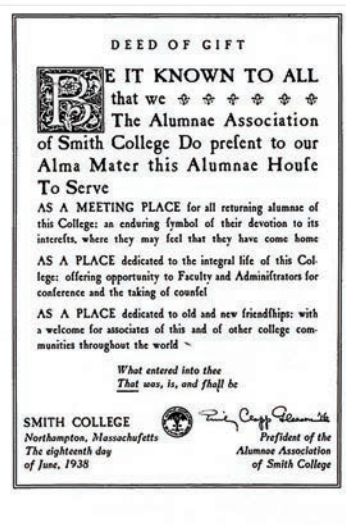 DEED OF GIFT
BE IT KNOWN TO ALL
that we
The Alumnae Association
of Smith College Do preſent to our
Alma Mater this Alumnae Houſe
To Serve
AS A MEETING PLACE for all returning alumnae of
this College: an enduring ſymbol of their devotion to its
intereſts, where they may feel that they have come home
AS A PLACE dedicated to the integral life of this Col-
lege: offering opportunity to Faculty and Adminiſtrators for
conference and the taking of counſel
AS A PLACE dedicated to old and new friendſhips: with
a welcome for associates of this and of other college com-
munities throughout the world ~
What entered into thee
That was, is, and ſhall be
SMITH COLLEGE
Northampton, Massachuſetts
The eighteenth day
of June, 1938
Preſident of the
Alumnae Association
of Smith College